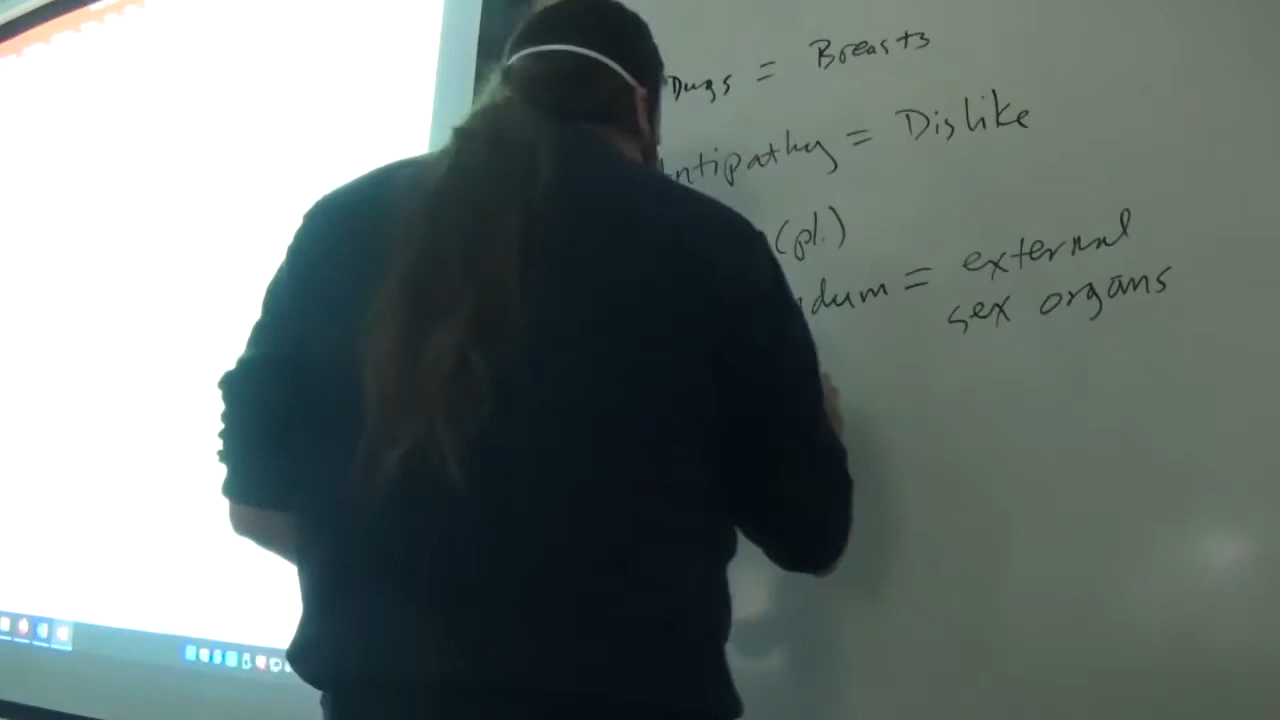 Dugs = Breasts
Antipathy = Dislike
(pl.)
dum = external
sex organs